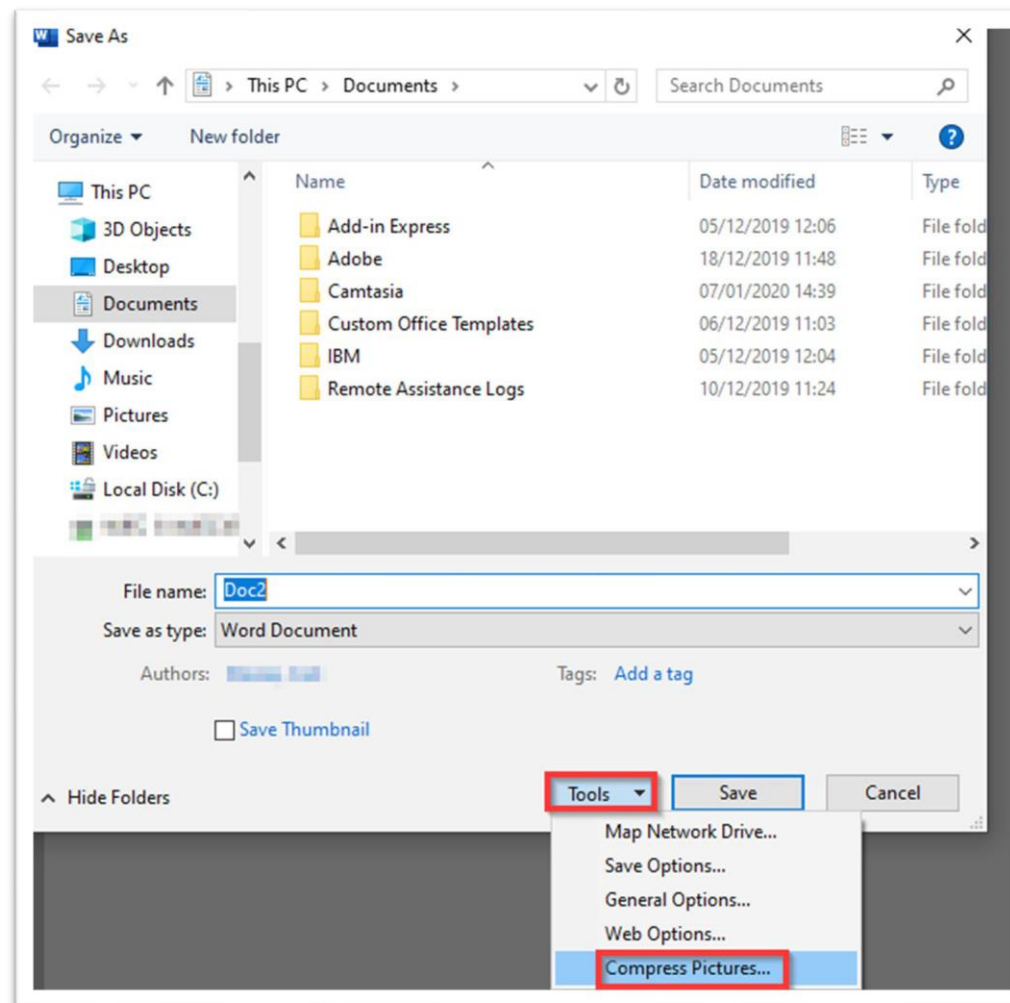 Save As
This PC > Documents >
Search Documents
Organize
New folder
Name
Date modified
Type
This PC
3D Objects
Desktop
Documents
Downloads
Music
Pictures
Videos
Local Disk (C:)
Add-in Express 05/12/2019 12:06 File fold
Adobe 18/12/2019 11:48 File fold
Camtasia 07/01/2020 14:39 File fold
Custom Office Templates 06/12/2019 11:03 File fold
IBM 05/12/2019 12:04 File fold
Remote Assistance Logs 10/12/2019 11:24 File fold
File name: Doc2
Save as type: Word Document
Authors:
Tags: Add a tag
Save Thumbnail
Hide Folders
Tools
Save
Cancel
Map Network Drive...
Save Options...
General Options...
Web Options...
Compress Pictures...